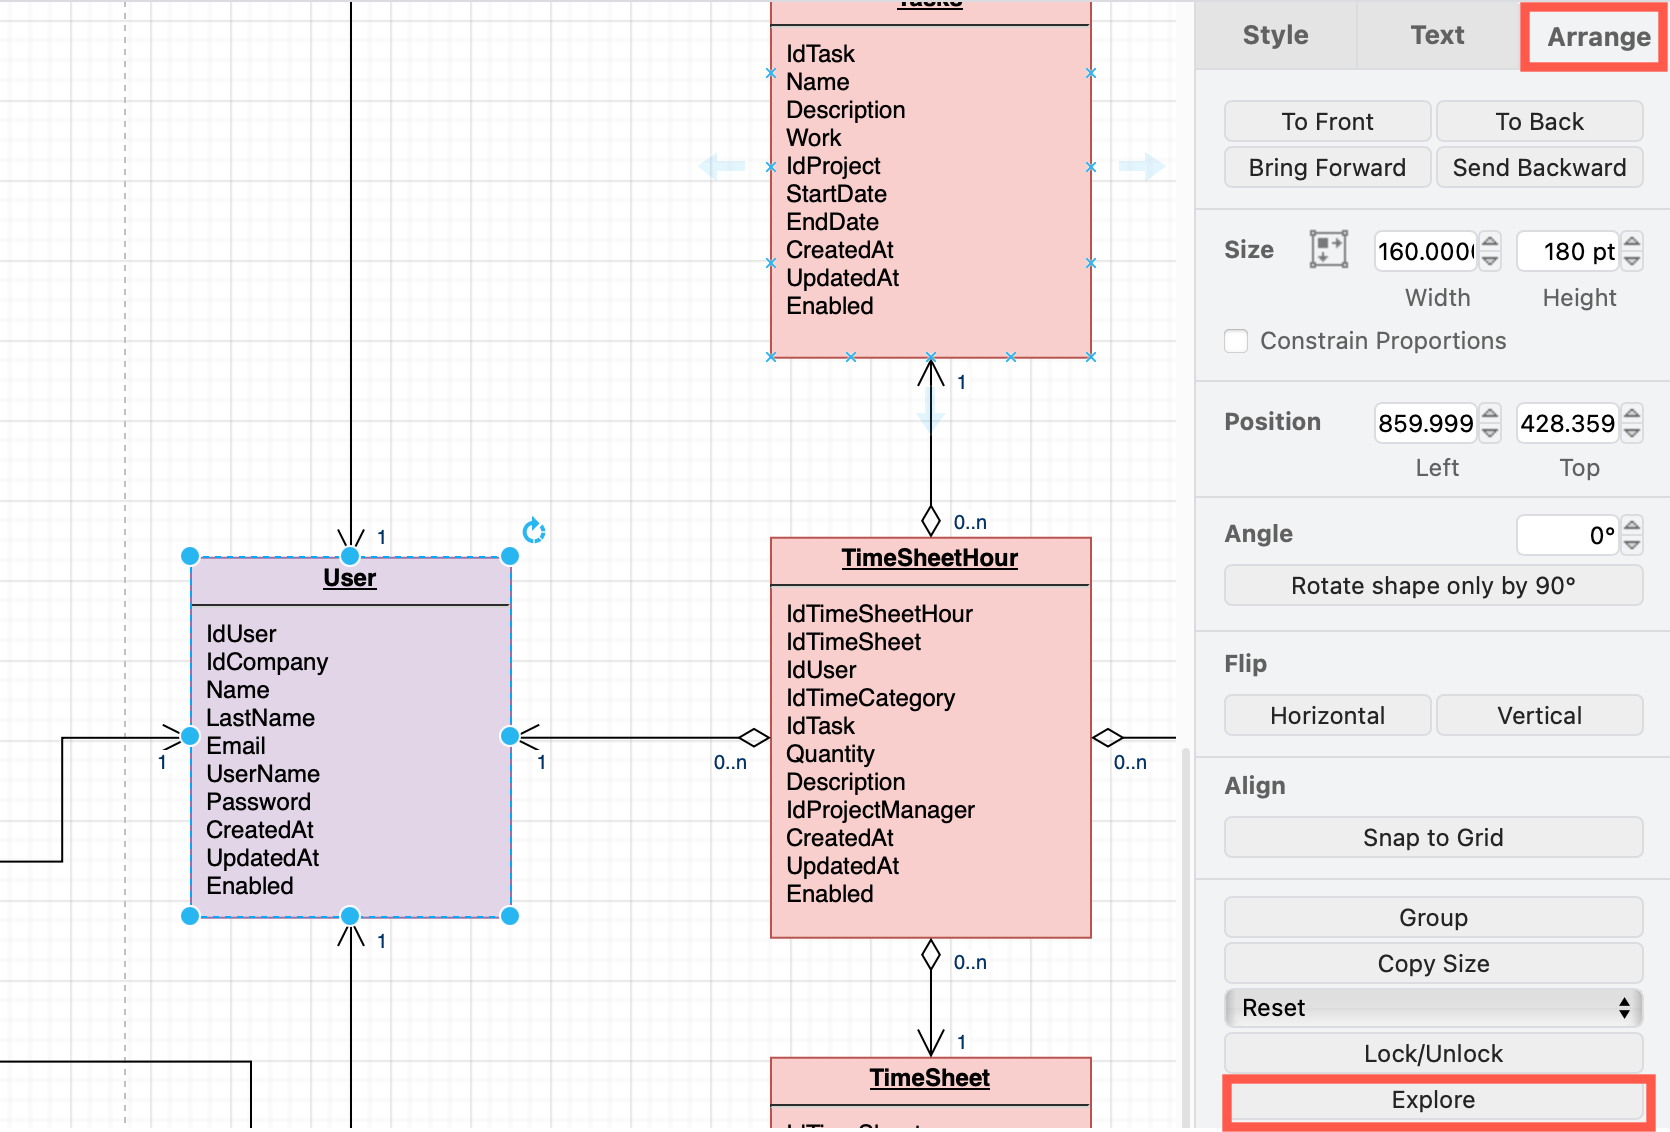 Tasks
IdTask
Name
Description
Work
IdProject
StartDate
EndDate
CreatedAt
UpdatedAt
Enabled
1
0..n
1
User
IdUser
IdCompany
Name
LastName
Email
UserName
Password
CreatedAt
UpdatedAt
Enabled
1
1
0..n
1
TimeSheetHour
IdTimeSheetHour
IdTimeSheet
IdUser
IdTimeCategory
IdTask
Quantity
Description
IdProjectManager
CreatedAt
UpdatedAt
Enabled
0..n
0..n
1
TimeSheet
IdTimeSheet
Style Text Arrange
To Front To Back
Bring Forward Send Backward
Size 160.000 180 pt
Width Height
Constrain Proportions
Position 859.999 428.359
Left Top
Angle 0°
Rotate shape only by 90°
Flip
Horizontal Vertical
Align
Snap to Grid
Group
Copy Size
Reset
Lock/Unlock
Explore